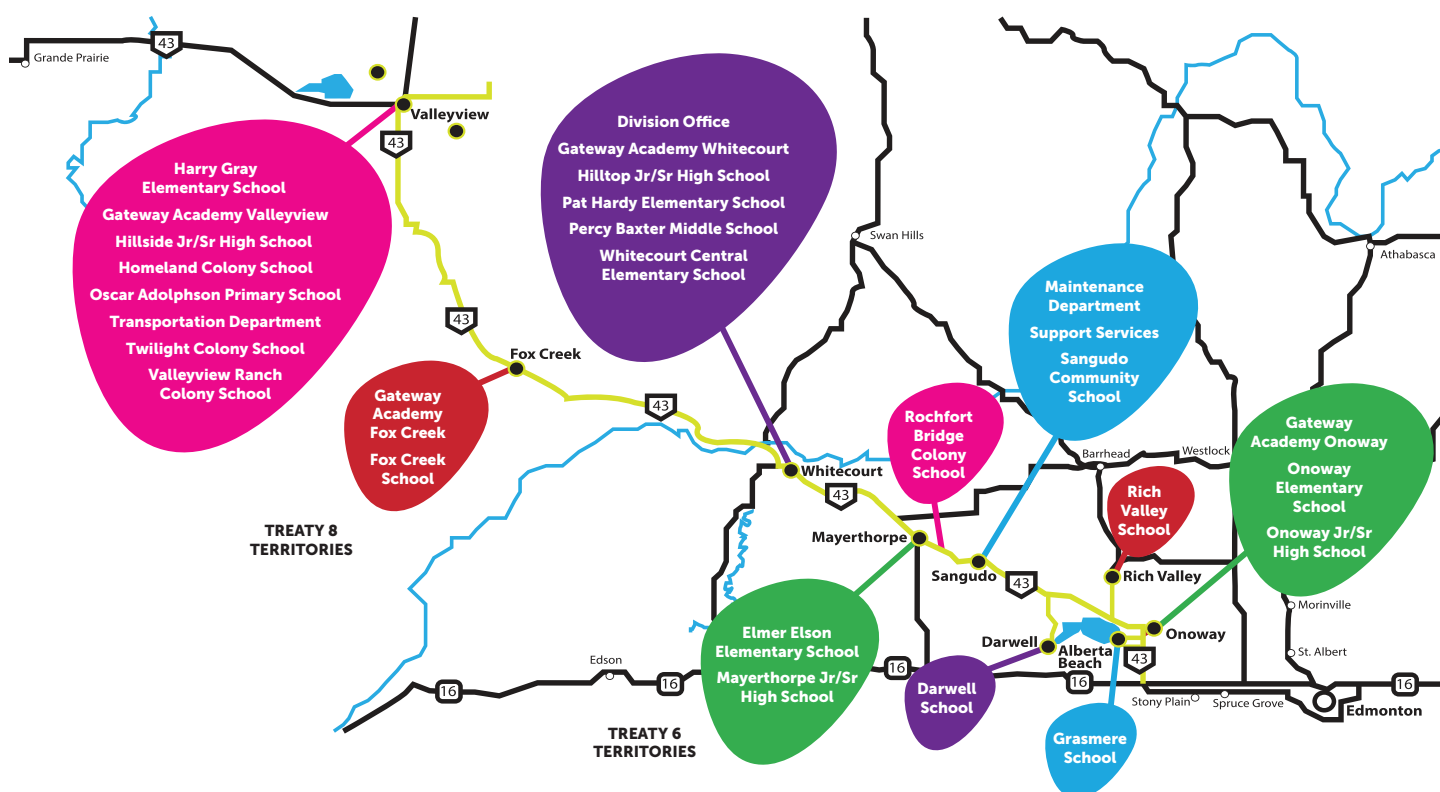 43
Grande Prairie
Valleyview
43
Harry Gray
Elementary School
Gateway Academy Valleyview
Hillside Jr/Sr High School
Homeland Colony School
Oscar Adolphson Primary School
Transportation Department
Twilight Colony School
Valleyview Ranch
Colony School
Division Office
Gateway Academy Whitecourt
Hilltop Jr/Sr High School
Pat Hardy Elementary School
Percy Baxter Middle School
Whitecourt Central
Elementary School
Swan Hills
Athabasca
Maintenance
Department
Support Services
Sangudo
Community
School
43
Fox Creek
Gateway
Academy
Fox Creek
Fox Creek
School
43
Rochfort
Bridge
Colony
School
Gateway
Academy Onoway
Onoway
Elementary
School
Onoway Jr/Sr
High School
Barrhead
Westlock
Whitecourt
43
Rich
Valley
School
TREATY 8
TERRITORIES
Mayerthorpe
Sangudo
43
Rich Valley
Morinville
Elmer Elson
Elementary School
Mayerthorpe Jr/Sr
High School
Darwell
Alberta
Beach
Onoway
43
St. Albert
Edson
16
16
16
16
16
Darwell
School
Stony Plain
Spruce Grove
Edmonton
TREATY 6
TERRITORIES
Grasmere
School